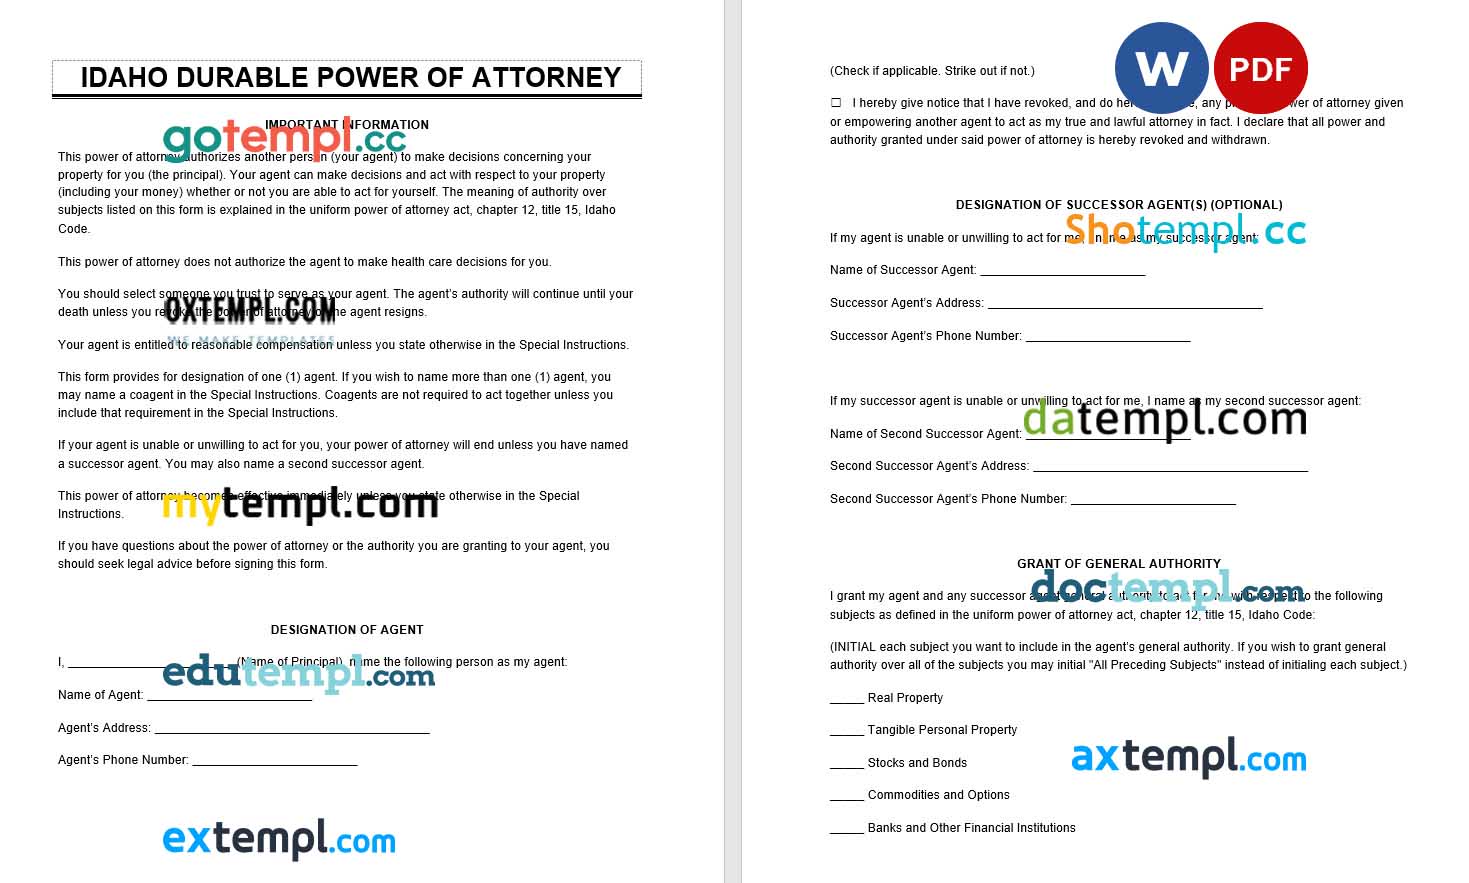 IDAHO DURABLE POWER OF ATTORNEY
IMPORTANT INFORMATION
gotempl.cc
This power of attorney authorizes another person (your agent) to make decisions concerning your
property for you (the principal). Your agent can make decisions and act with respect to your property
(including your money) whether or not you are able to act for yourself. The meaning of authority over
subjects listed on this form is explained in the uniform power of attorney act, chapter 12, title 15, Idaho
Code.
This power of attorney does not authorize the agent to make health care decisions for you.
You should select someone you trust to serve as your agent. The agent's authority will continue until your
OXTEMPL.COM
death unless you revoke the power of attorney or the agent resigns.
WE MAKE TEMPLATES
Your agent is entitled to reasonable compensation unless you state otherwise in the Special Instructions.
This form provides for designation of one (1) agent. If you wish to name more than one (1) agent, you
may name a coagent in the Special Instructions. Coagents are not required to act together unless you
include that requirement in the Special Instructions.
If your agent is unable or unwilling to act for you, your power of attorney will end unless you have named
a successor agent. You may also name a second successor agent.
This power of attorney becomes effective immediately unless you state otherwise in the Special
mytempl.com
Instructions.
If you have questions about the power of attorney or the authority you are granting to your agent, you
should seek legal advice before signing this form.
DESIGNATION OF AGENT
I, _________________________ (Name of Principal), name the following person as my agent:
edutempl.com
Name of Agent: _________________________
Agent's Address: _________________________________________
Agent's Phone Number: _________________________
extempl.com
W PDF
(Check if applicable. Strike out if not.)
☐ I hereby give notice that I have revoked, and do hereby revoke, any prior power of attorney given
or empowering another agent to act as my true and lawful attorney in fact. I declare that all power and
authority granted under said power of attorney is hereby revoked and withdrawn.
DESIGNATION OF SUCCESSOR AGENT(S) (OPTIONAL)
Shotempl.cc
If my agent is unable or unwilling to act for me, I name as my successor agent:
Name of Successor Agent: _________________________
Successor Agent's Address: _________________________________________
Successor Agent's Phone Number: _________________________
If my successor agent is unable or unwilling to act for me, I name as my second successor agent:
datempl.com
Name of Second Successor Agent: _________________________
Second Successor Agent's Address: _________________________________________
Second Successor Agent's Phone Number: _________________________
GRANT OF GENERAL AUTHORITY
doctempl.com
I grant my agent and any successor agent general authority to act for me with respect to the following
subjects as defined in the uniform power of attorney act, chapter 12, title 15, Idaho Code:
(INITIAL each subject you want to include in the agent's general authority. If you wish to grant general
authority over all of the subjects you may initial "All Preceding Subjects" instead of initialing each subject.)
_____ Real Property
_____ Tangible Personal Property
axtempl.com
_____ Stocks and Bonds
_____ Commodities and Options
_____ Banks and Other Financial Institutions